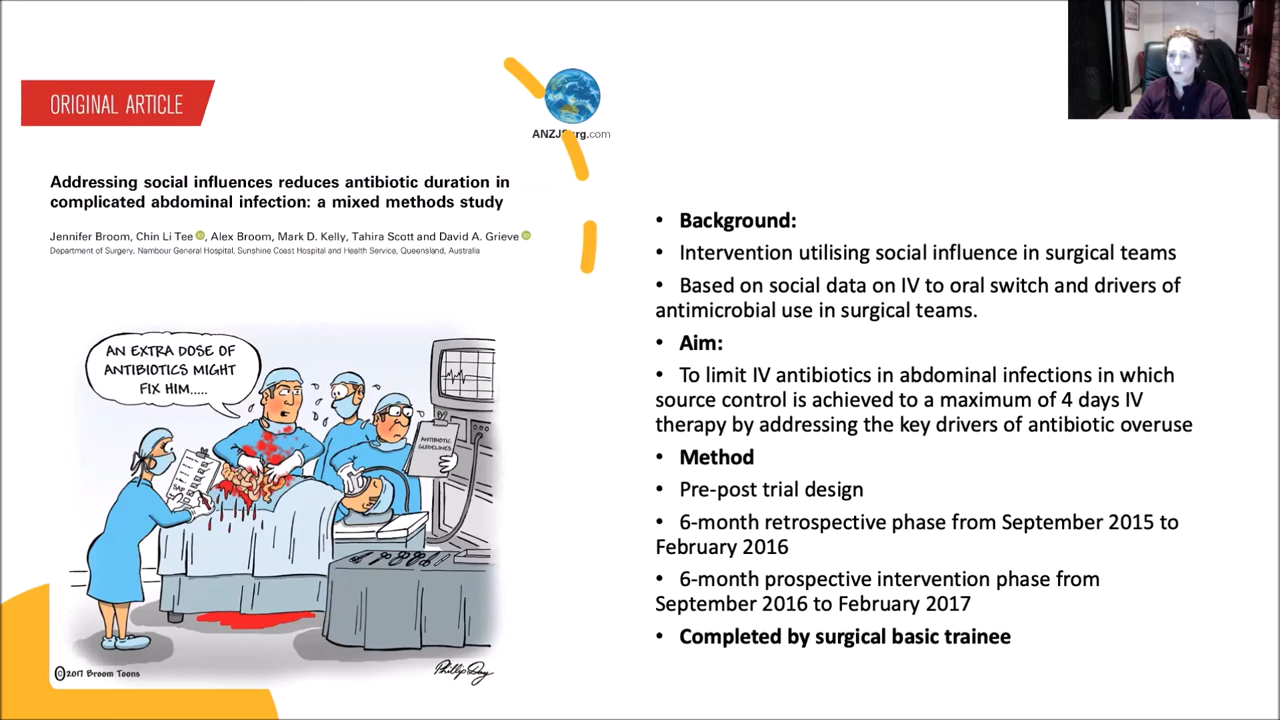 ORIGINAL ARTICLE
ANZJSurg.com
Addressing social influences reduces antibiotic duration in
complicated abdominal infection: a mixed methods study
Jennifer Broom, Chin Li Tee, Alex Broom, Mark D. Kelly, Tahira Scott and David A. Grieve
Department of Surgery, Nambour General Hospital, Sunshine Coast Hospital and Health Service, Queensland, Australia
AN EXTRA DOSE OF
ANTIBIOTICS MIGHT
FIX HIM.....
ANTIBIOTIC
GUIDELINES
SAP
©2017 Broom Toons
Phillip Day
• Background:
• Intervention utilising social influence in surgical teams
• Based on social data on IV to oral switch and drivers of
antimicrobial use in surgical teams.
• Aim:
• To limit IV antibiotics in abdominal infections in which
source control is achieved to a maximum of 4 days IV
therapy by addressing the key drivers of antibiotic overuse
• Method
• Pre-post trial design
• 6-month retrospective phase from September 2015 to
February 2016
• 6-month prospective intervention phase from
September 2016 to February 2017
• Completed by surgical basic trainee